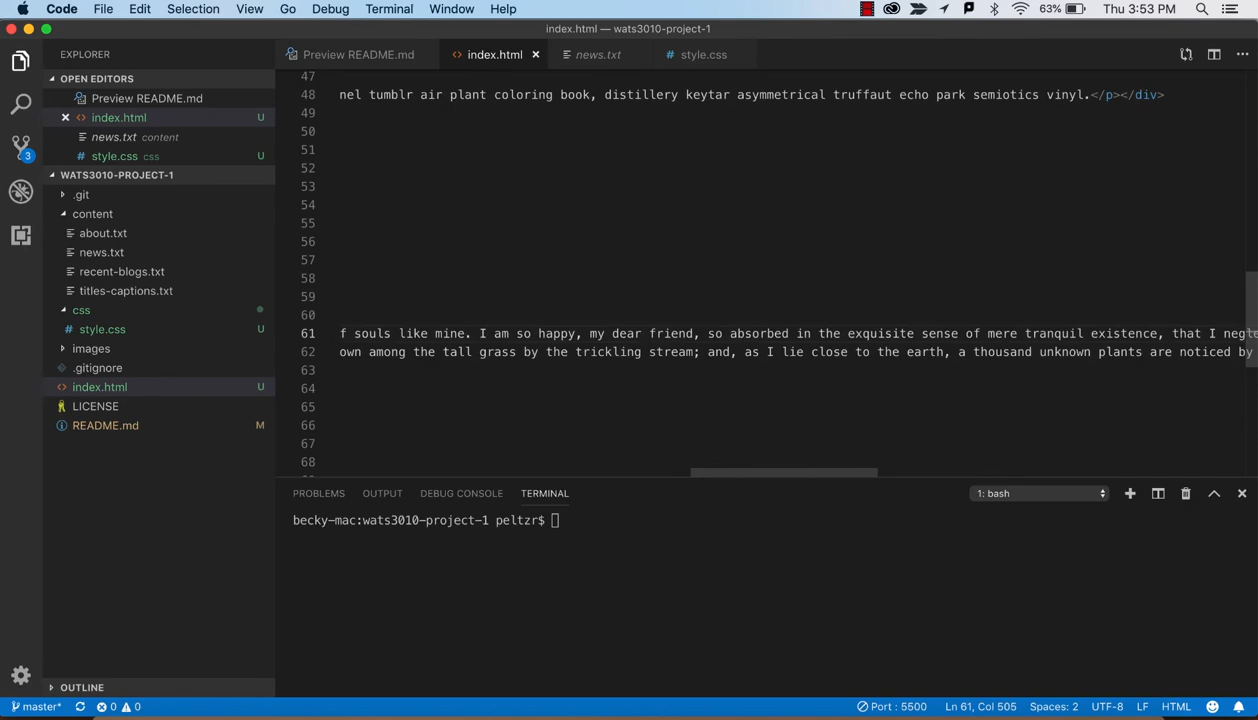 Code File Edit Selection View Go Debug Terminal Window Help 63% Thu 3:53 PM
index.html — wats3010-project-1
EXPLORER
Preview README.md index.html news.txt style.css
OPEN EDITORS
Preview README.md
index.html U
news.txt content
style.css css U
WATS3010-PROJECT-1
.git
content
about.txt
news.txt
recent-blogs.txt
titles-captions.txt
css
style.css U
images
.gitignore
index.html U
LICENSE
README.md M
OUTLINE
3
47
48 nel tumblr air plant coloring book, distillery keytar asymmetrical truffaut echo park semiotics vinyl.</p></div>
49
50
51
52
53
54
55
56
57
58
59
60
61 f souls like mine. I am so happy, my dear friend, so absorbed in the exquisite sense of mere tranquil existence, that I negle
62 own among the tall grass by the trickling stream; and, as I lie close to the earth, a thousand unknown plants are noticed by
63
64
65
66
67
68
PROBLEMS OUTPUT DEBUG CONSOLE TERMINAL 1: bash
becky-mac:wats3010-project-1 peltzr$
master* 0 0 Port : 5500 Ln 61, Col 505 Spaces: 2 UTF-8 LF HTML